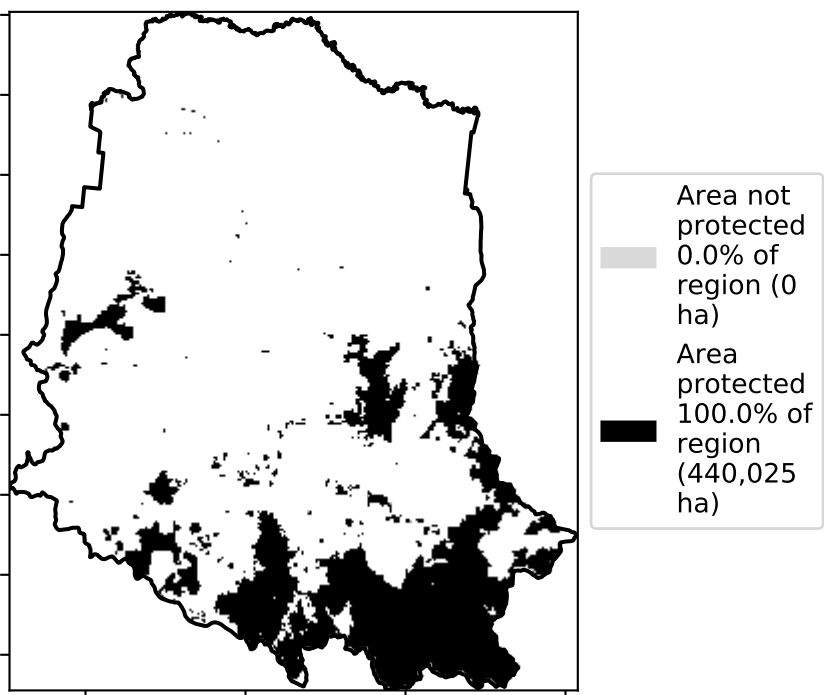 Area not
protected
0.0% of
region (0
ha)
Area
protected
100.0% of
region
(440,025
ha)